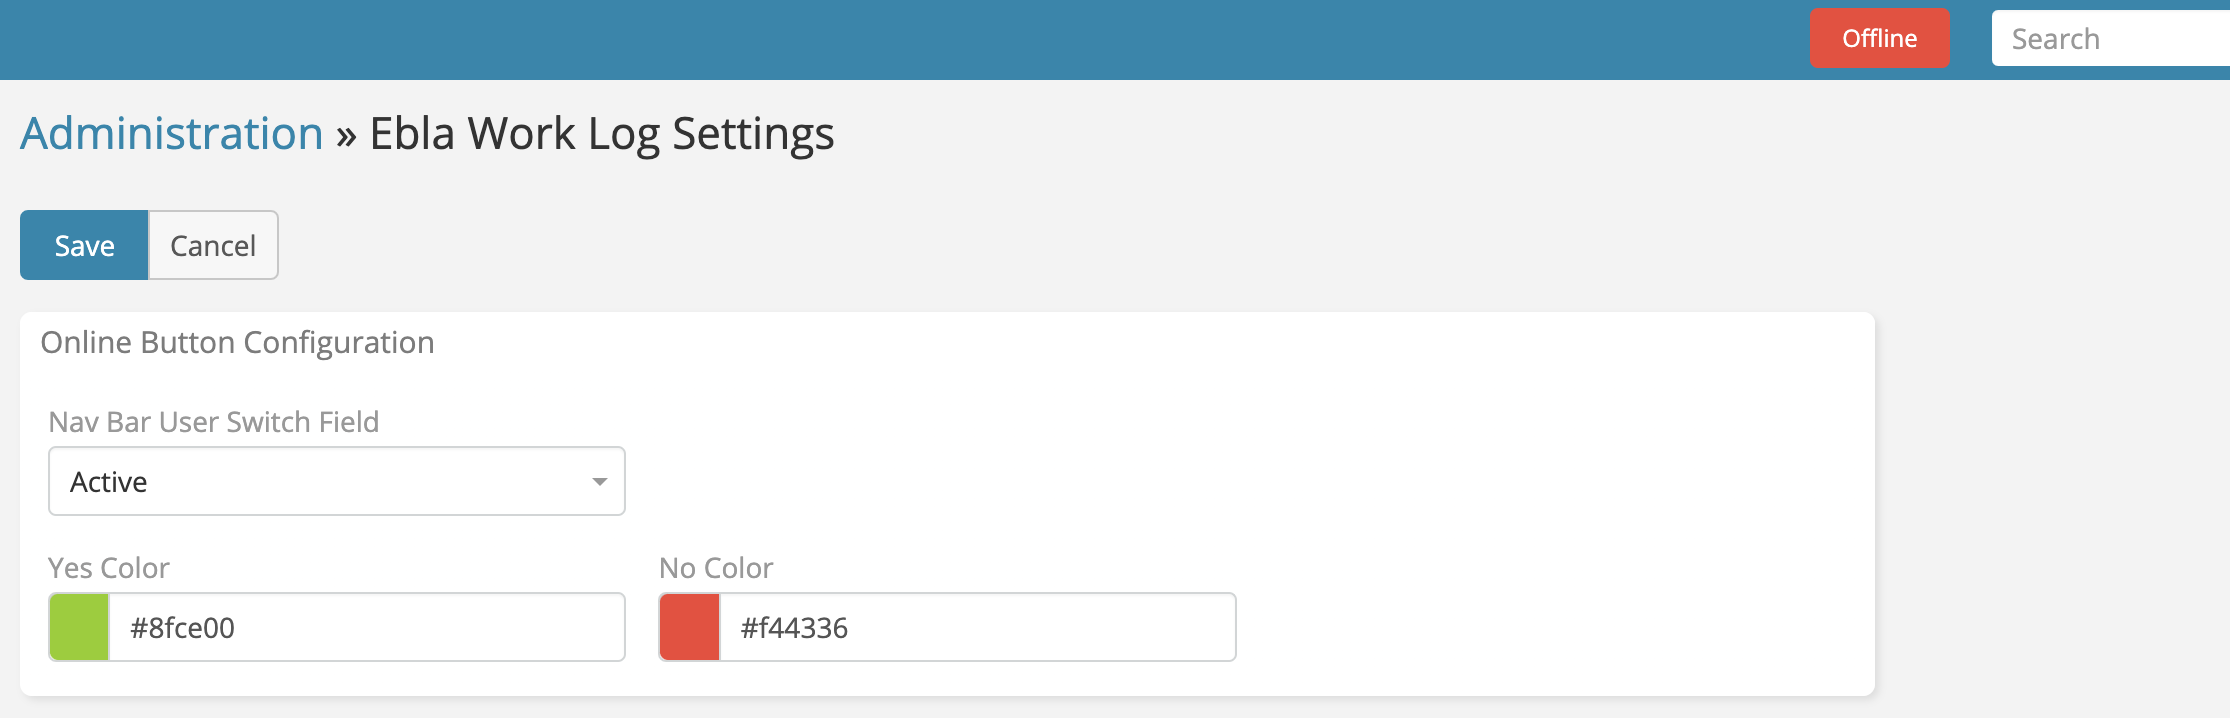 Offline
Search
Administration » Ebla Work Log Settings
Save
Cancel
Online Button Configuration
Nav Bar User Switch Field
Active
Yes Color
No Color
#8fce00
#f44336